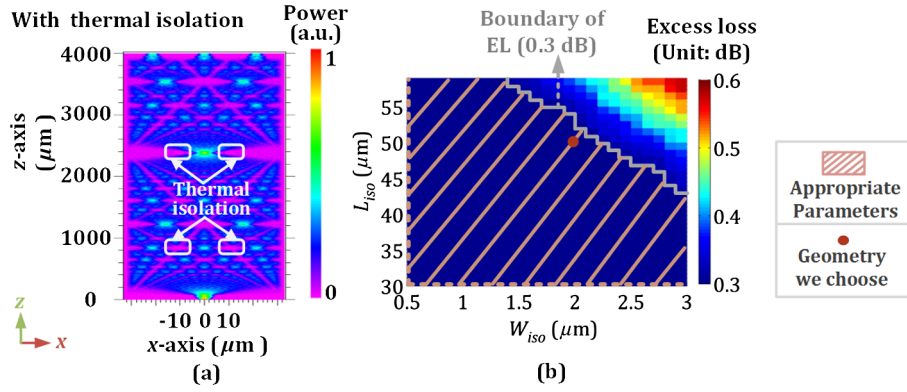 With thermal isolation
Power
(a.u.)
4000
3000
2000
1000
0
z-axis
(μm)
Thermal
isolation
1
0
-10 0 10
x-axis (μm)
z
x
(a)
Boundary of
EL (0.3 dB)
Excess loss
(Unit: dB)
55
50
45
40
35
30
L_iso (μm)
0.5 1 1.5 2 2.5 3
W_iso (μm)
0.6
0.5
0.4
0.3
(b)
Appropriate
Parameters
Geometry
we choose